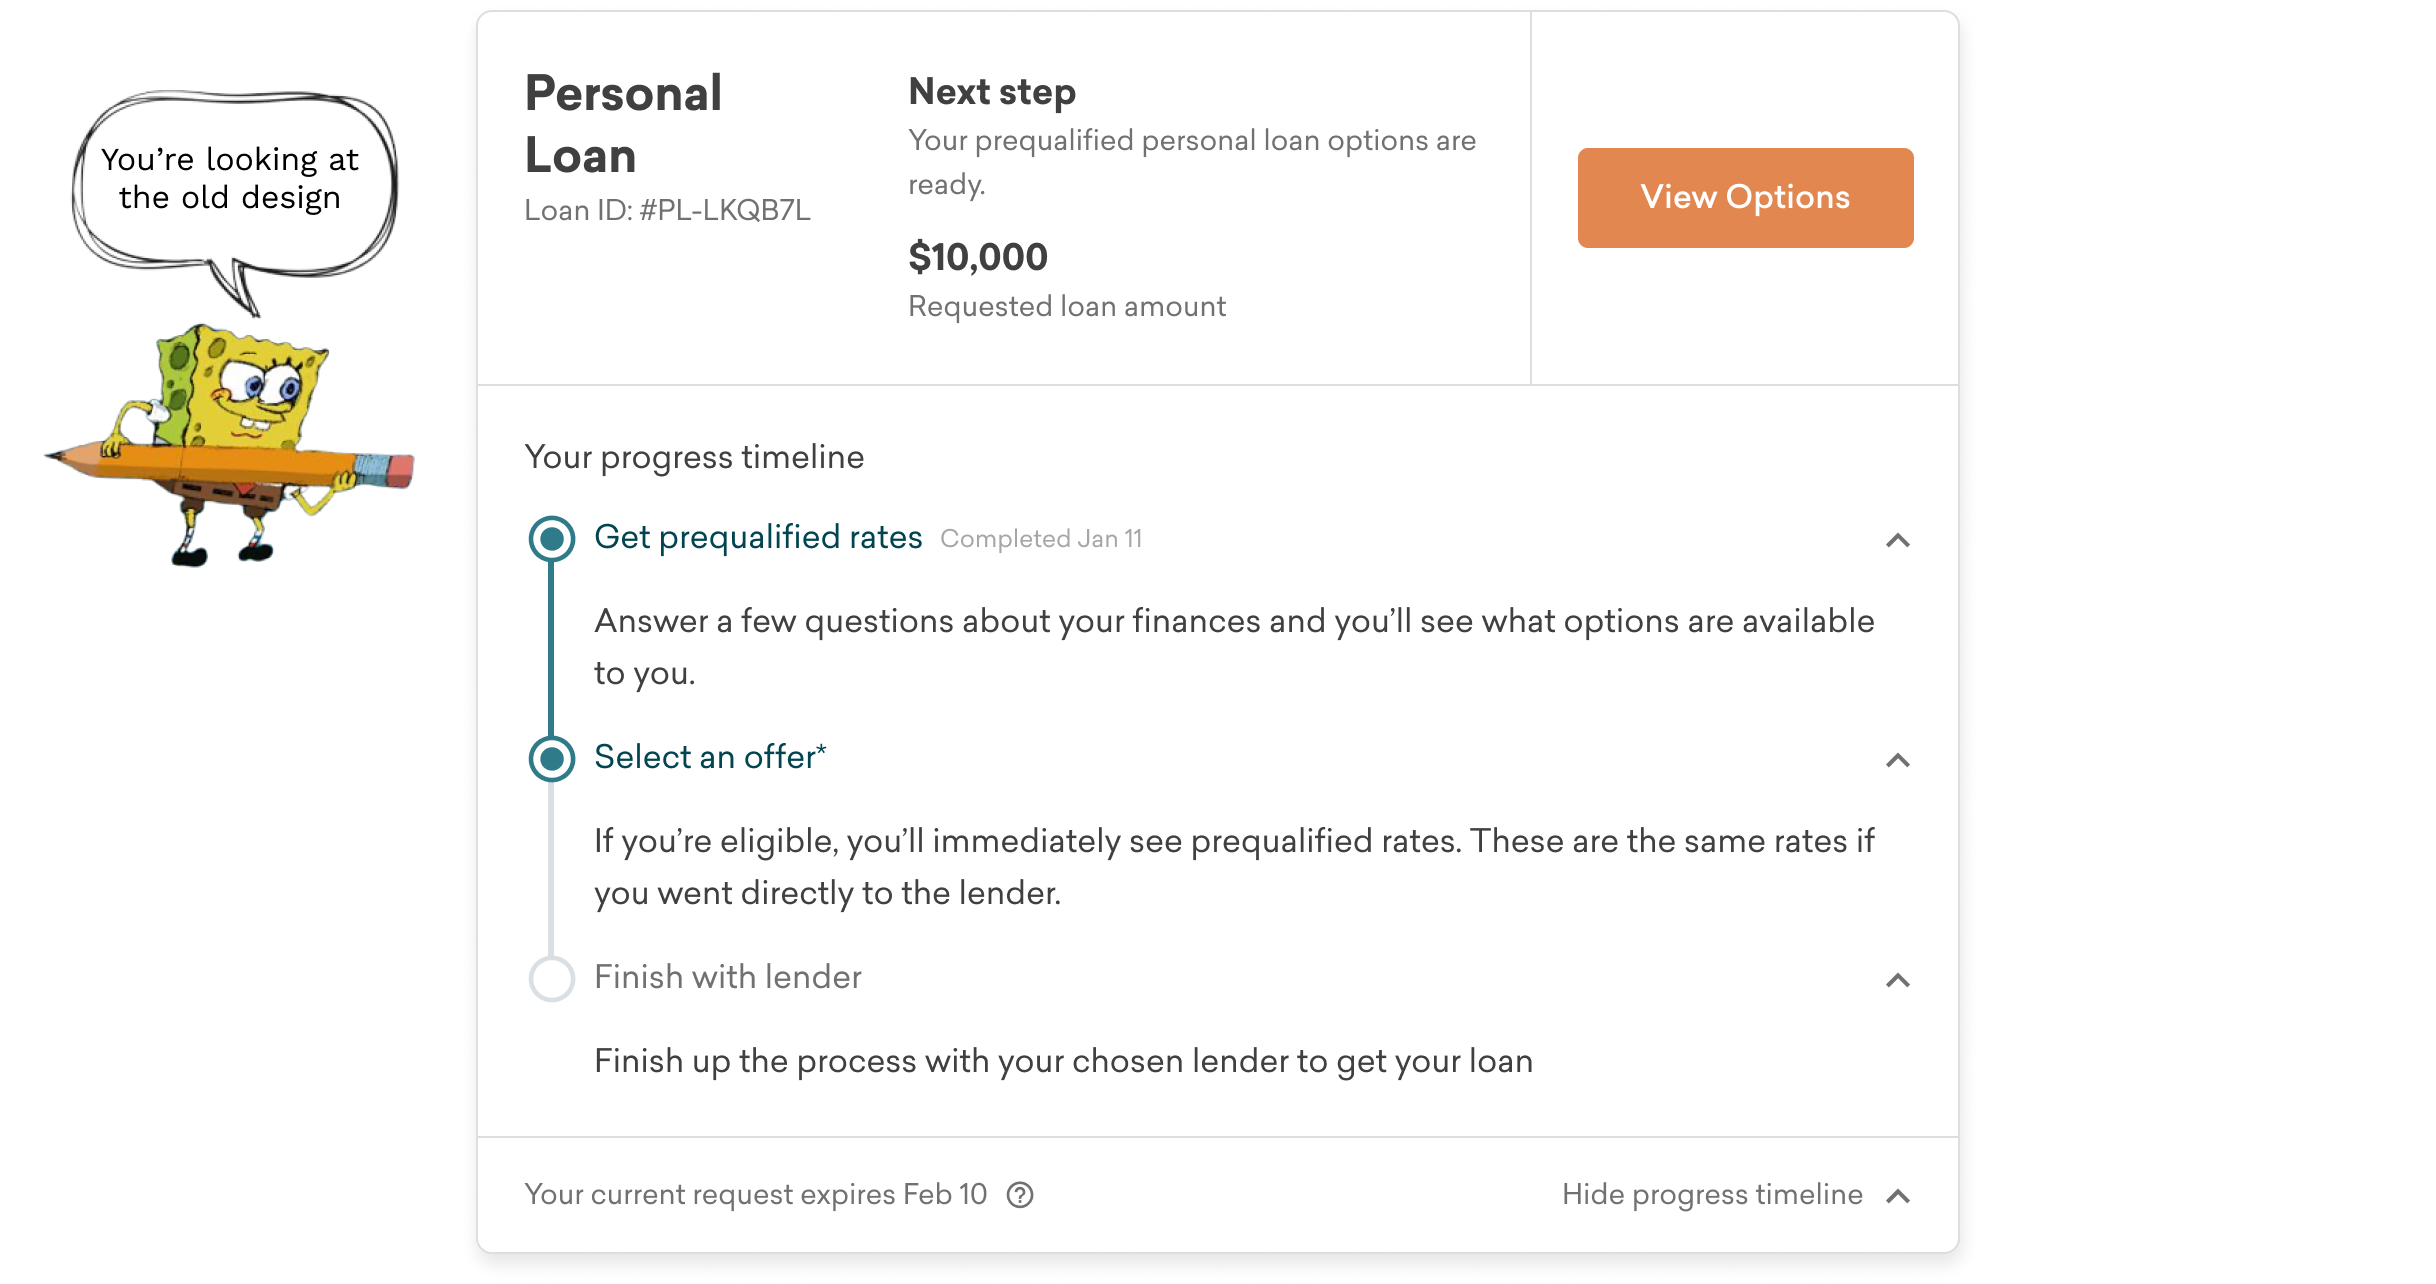 You’re looking at
the old design
Personal
Loan
Loan ID: #PL-LKQB7L
Next step
Your prequalified personal loan options are
ready.
$10,000
Requested loan amount
View Options
Your progress timeline
Get prequalified rates Completed Jan 11
Answer a few questions about your finances and you’ll see what options are available
to you.
Select an offer*
If you’re eligible, you’ll immediately see prequalified rates. These are the same rates if
you went directly to the lender.
Finish with lender
Finish up the process with your chosen lender to get your loan
Your current request expires Feb 10 ?
Hide progress timeline